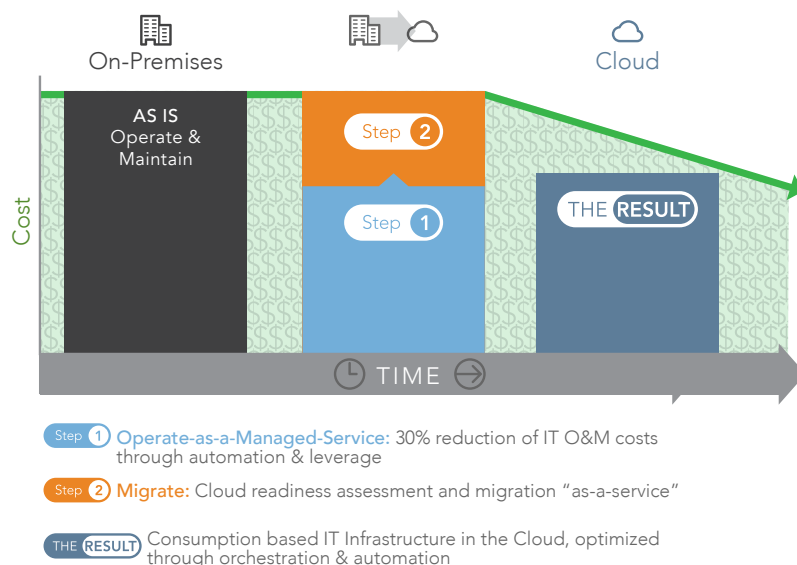 On-Premises
Cloud
AS IS
Operate &
Maintain
Step 2
Step 1
THE RESULT
Cost
TIME
Step 1 Operate-as-a-Managed-Service: 30% reduction of IT O&M costs
through automation & leverage
Step 2 Migrate: Cloud readiness assessment and migration “as-a-service”
THE RESULT Consumption based IT Infrastructure in the Cloud, optimized
through orchestration & automation